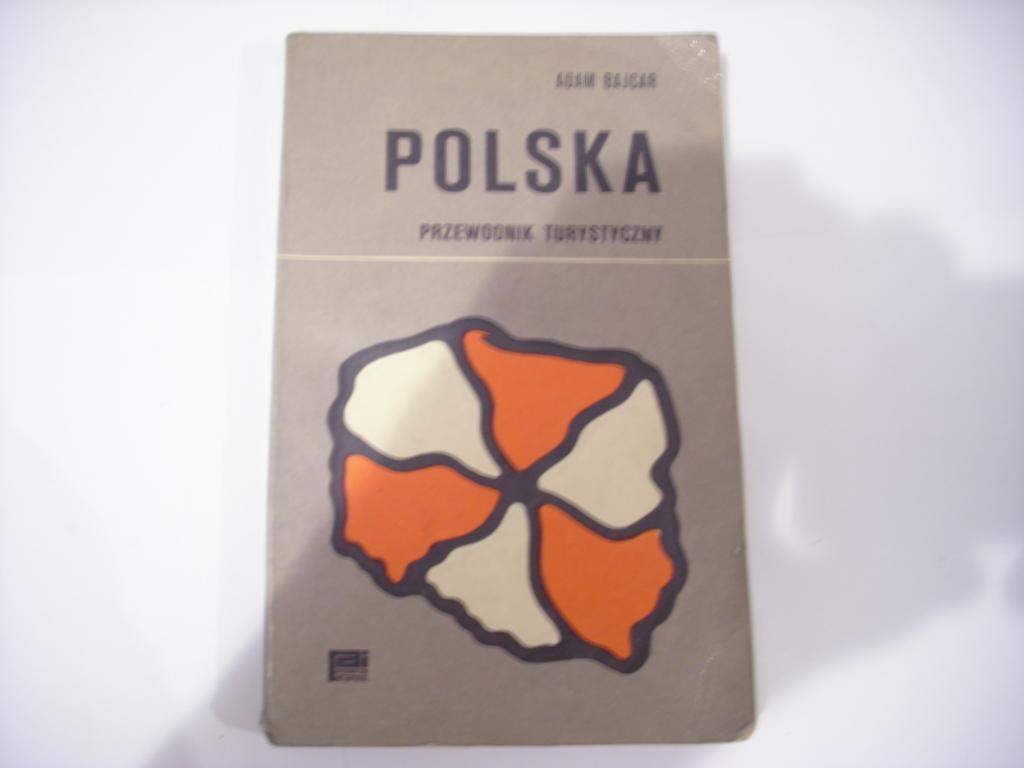 ADAM BAJCAR
POLSKA
PRZEWODNIK TURYSTYCZNY